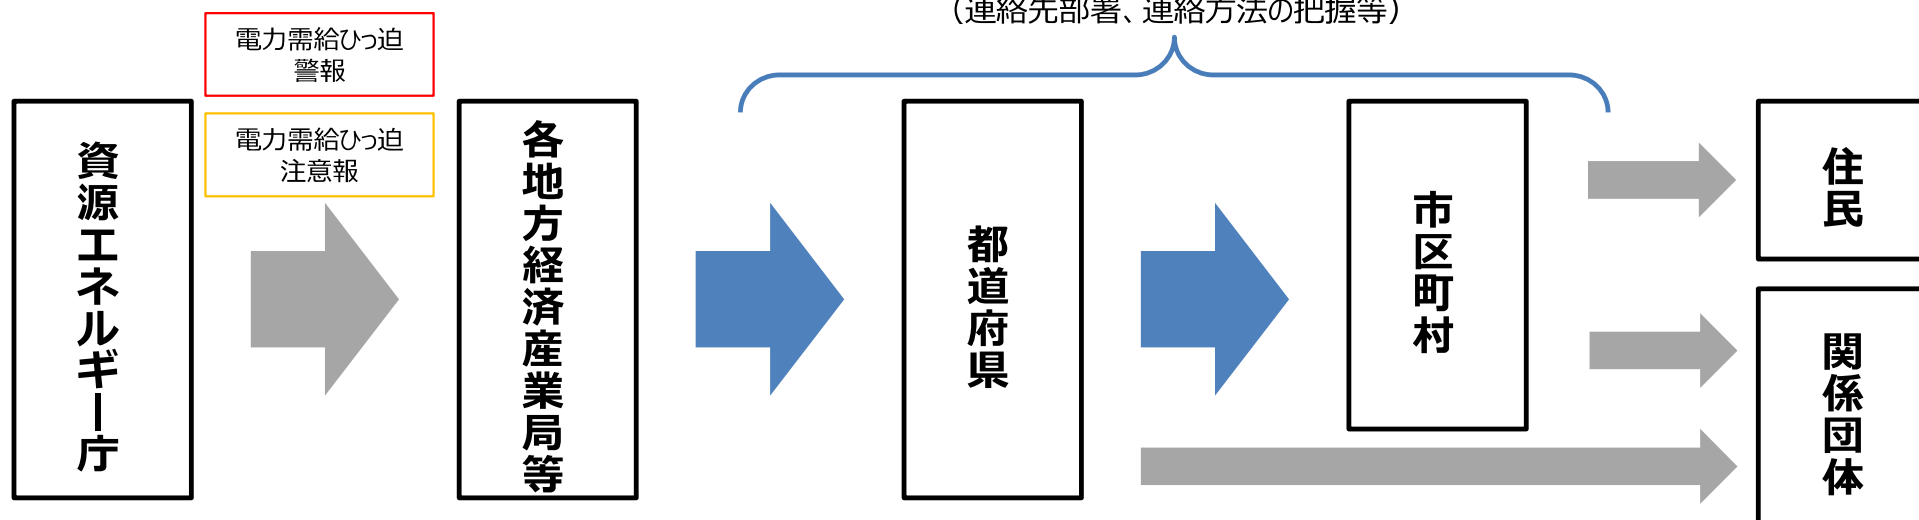 (連絡先部署、連絡方法の把握等)
電力需給ひっ迫
警報
電力需給ひっ迫
注意報
資源エネルギー庁
各地方経済産業局等
都道府県
市区町村
住民
関係団体